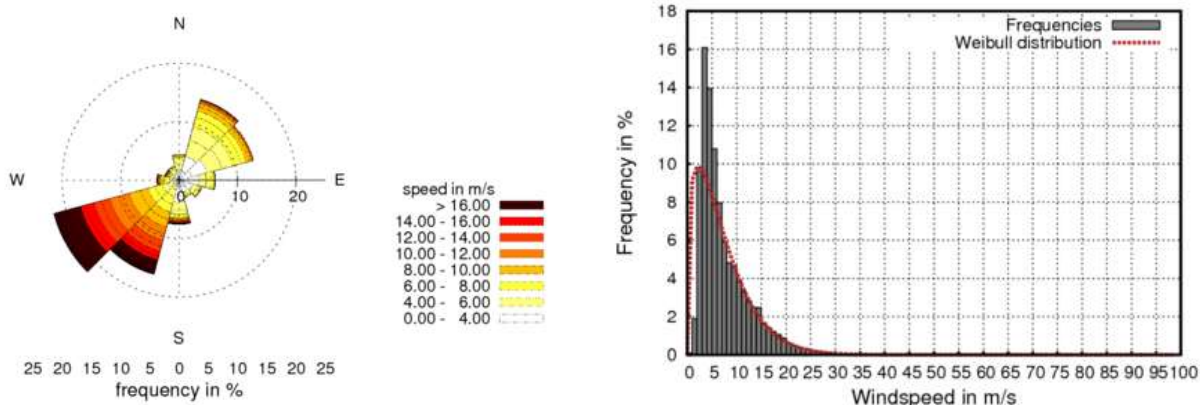 N
W
E
0 10 20
S
25 20 15 10 5 0 5 10 15 20 25
frequency in %
speed in m/s
> 16.00
14.00 - 16.00
12.00 - 14.00
10.00 - 12.00
8.00 - 10.00
6.00 - 8.00
4.00 - 6.00
0.00 - 4.00
18
16
14
12
10
8
6
4
2
0
Frequency in %
Frequencies
Weibull distribution
0 5 10 15 20 25 30 35 40 45 50 55 60 65 70 75 80 85 90 95 100
Windspeed in m/s